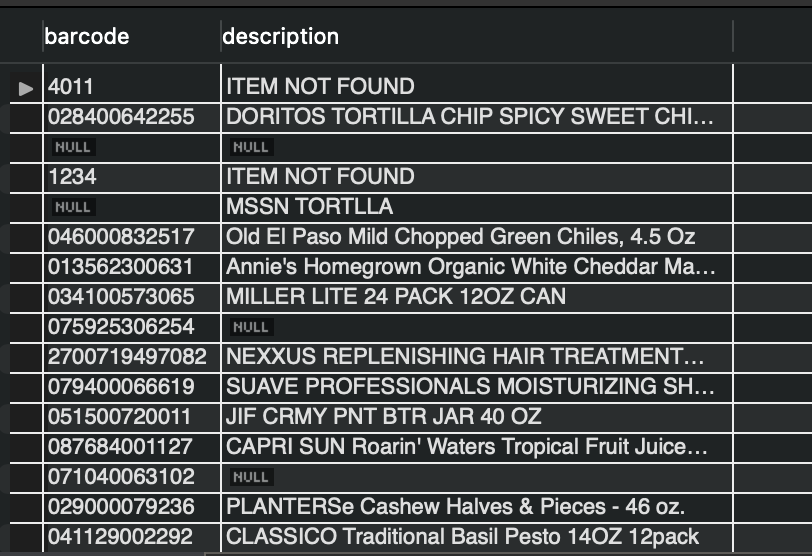 barcode description
4011 ITEM NOT FOUND
028400642255 DORITOS TORTILLA CHIP SPICY SWEET CHI...
NULL NULL
1234 ITEM NOT FOUND
NULL MSSN TORTLLA
046000832517 Old El Paso Mild Chopped Green Chiles, 4.5 Oz
013562300631 Annie's Homegrown Organic White Cheddar Ma...
034100573065 MILLER LITE 24 PACK 12OZ CAN
075925306254 NULL
2700719497082 NEXXUS REPLENISHING HAIR TREATMENT...
079400066619 SUAVE PROFESSIONALS MOISTURIZING SH...
051500720011 JIF CRMY PNT BTR JAR 40 OZ
087684001127 CAPRI SUN Roarin' Waters Tropical Fruit Juice...
071040063102 NULL
029000079236 PLANTERSe Cashew Halves & Pieces - 46 oz.
041129002292 CLASSICO Traditional Basil Pesto 14OZ 12pack